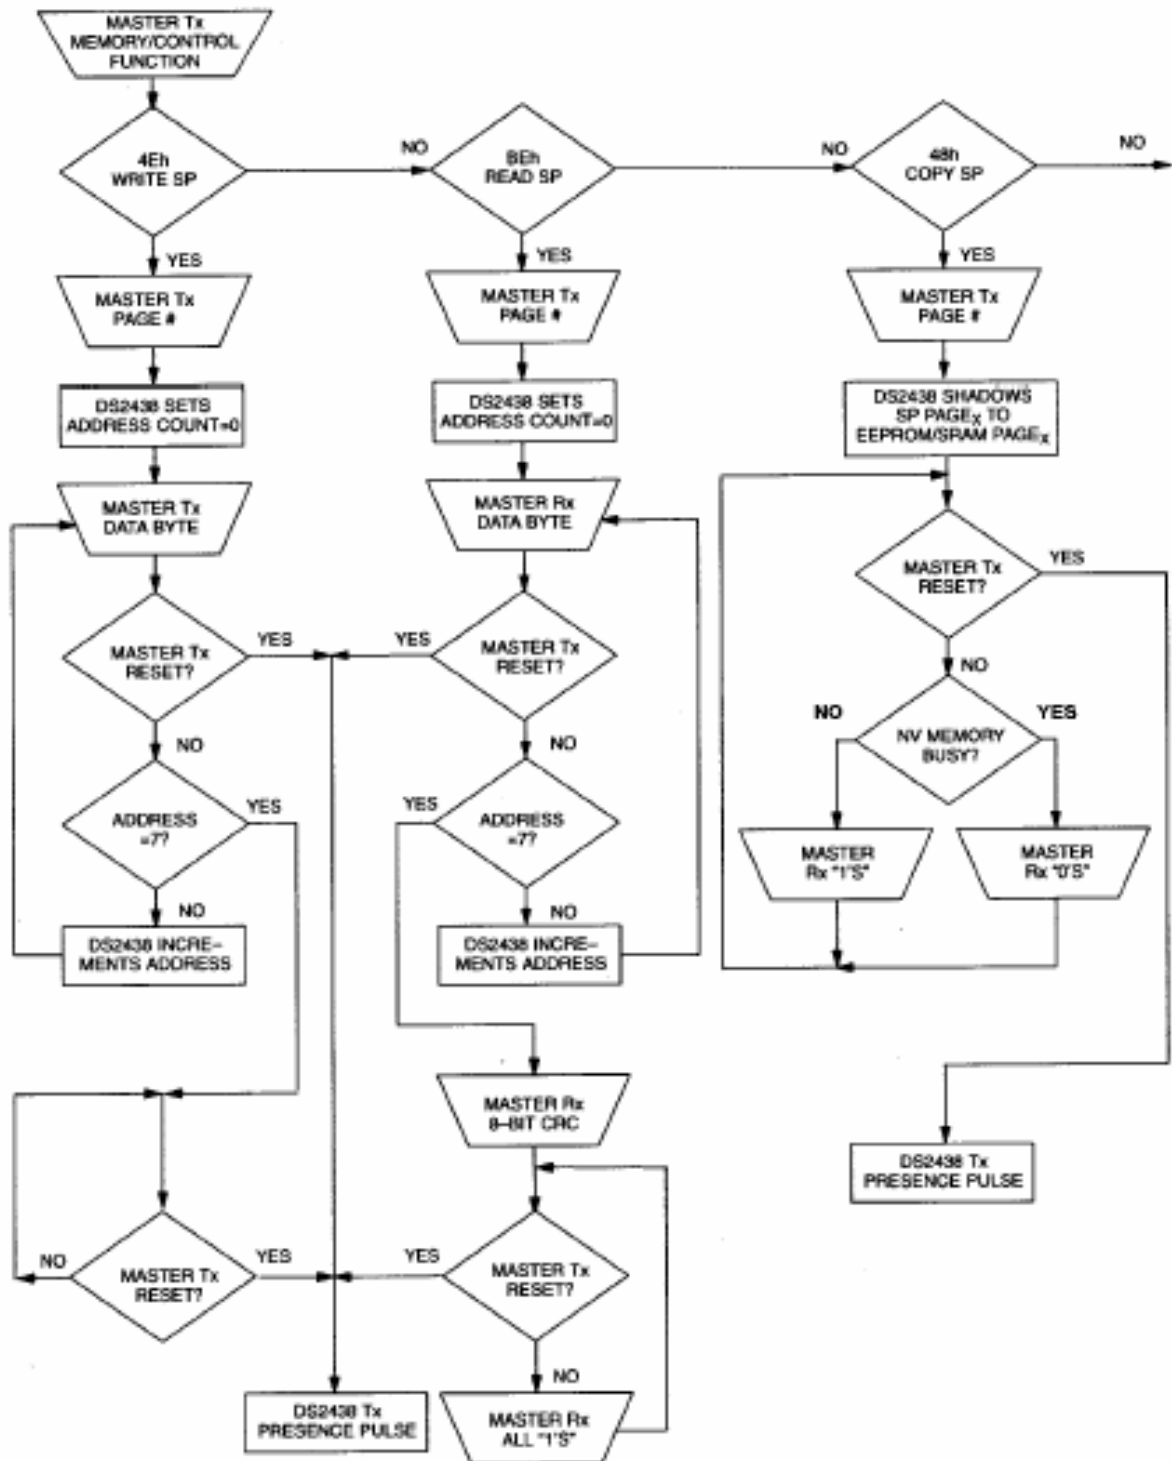 MASTER Tx
MEMORY/CONTROL
FUNCTION
4Eh
WRITE SP
NO
BEh
READ SP
NO
48h
COPY SP
NO
YES
MASTER Tx
PAGE #
YES
MASTER Tx
PAGE #
YES
MASTER Tx
PAGE #
DS2438 SETS
ADDRESS COUNT=0
DS2438 SETS
ADDRESS COUNT=0
DS2438 SHADOWS
SP PAGEX TO
EEPROM/SRAM PAGEX
MASTER Tx
DATA BYTE
MASTER Rx
DATA BYTE
MASTER Tx
RESET?
YES
MASTER Tx
RESET?
YES
YES
MASTER Tx
RESET?
NO
NO
NO
NO
NV MEMORY
BUSY?
YES
ADDRESS
=7?
YES
YES
ADDRESS
=7?
MASTER
Rx "1'S"
MASTER
Rx "0'S"
NO
NO
DS2438 INCRE–
MENTS ADDRESS
DS2438 INCRE–
MENTS ADDRESS
MASTER Rx
8–BIT CRC
DS2438 Tx
PRESENCE PULSE
NO
MASTER Tx
RESET?
YES
YES
MASTER Tx
RESET?
NO
DS2438 Tx
PRESENCE PULSE
MASTER Rx
ALL "1'S"